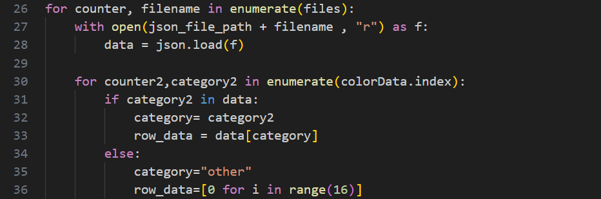 26 for counter, filename in enumerate(files):
27     with open(json_file_path + filename , "r") as f:
28         data = json.load(f)
29
30     for counter2,category2 in enumerate(colorData.index):
31         if category2 in data:
32             category= category2
33             row_data = data[category]
34         else:
35             category="other"
36             row_data=[0 for i in range(16)]